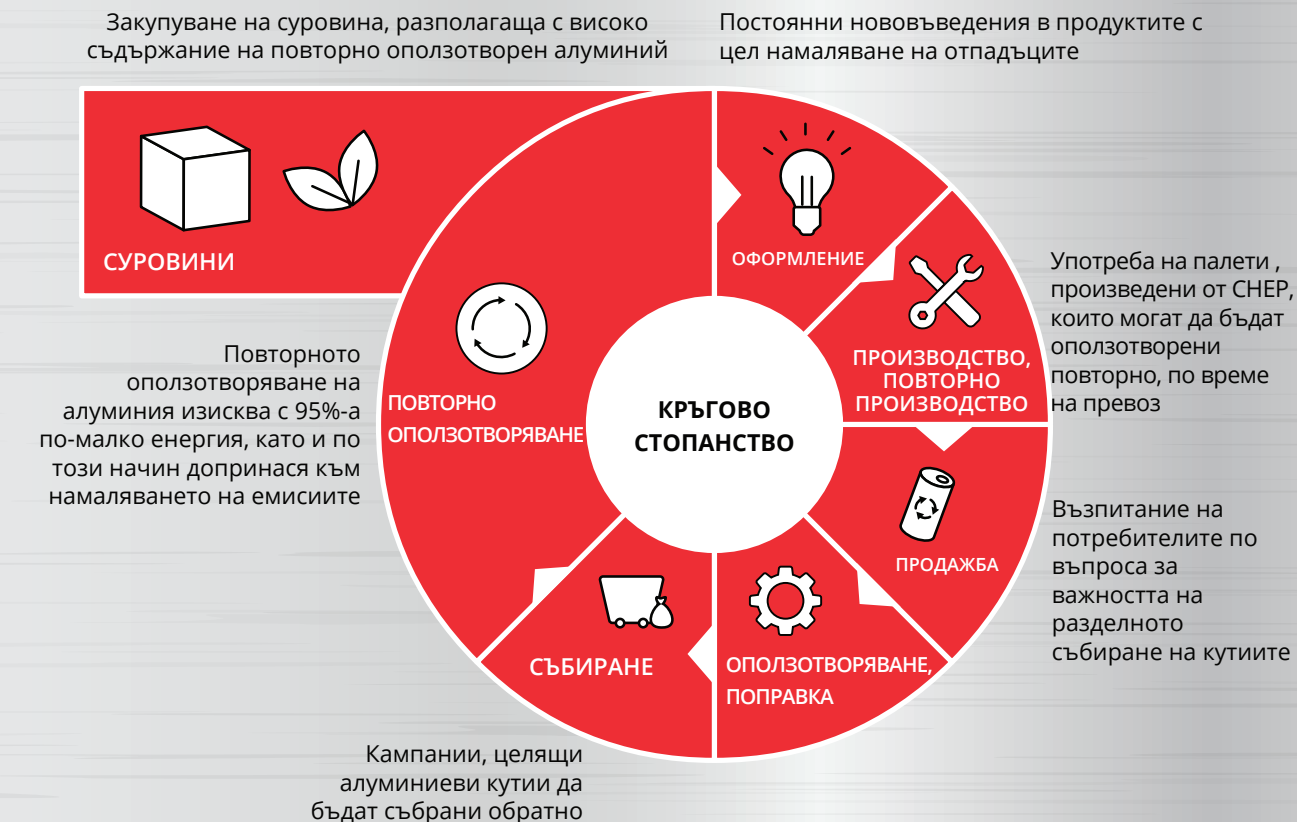 Закупуване на суровина, разполагаща с високо
съдържание на повторно оползотворен алуминий
Постоянни нововъведения в продуктите с
цел намаляване на отпадъците
СУРОВИНИ
ОФОРМЛЕНИЕ
Употреба на палети ,
произведени от CHEP,
които могат да бъдат
оползотворени
повторно, по време
на превоз
ПРОИЗВОДСТВО,
ПОВТОРНО
ПРОИЗВОДСТВО
Повторното
оползотворяване на
алуминия изисква с 95%-а
по-малко енергия, като и по
този начин допринася към
намаляването на емисиите
ПОВТОРНО
ОПОЛЗОТВОРЯВАНЕ
КРЪГОВО
СТОПАНСТВО
ПРОДАЖБА
Възпитание на
потребителите по
въпроса за
важността на
разделното
събиране на кутиите
СЪБИРАНЕ
ОПОЛЗОТВОРЯВАНЕ,
ПОПРАВКА
Кампании, целящи
алуминиеви кутии да
бъдат събрани обратно